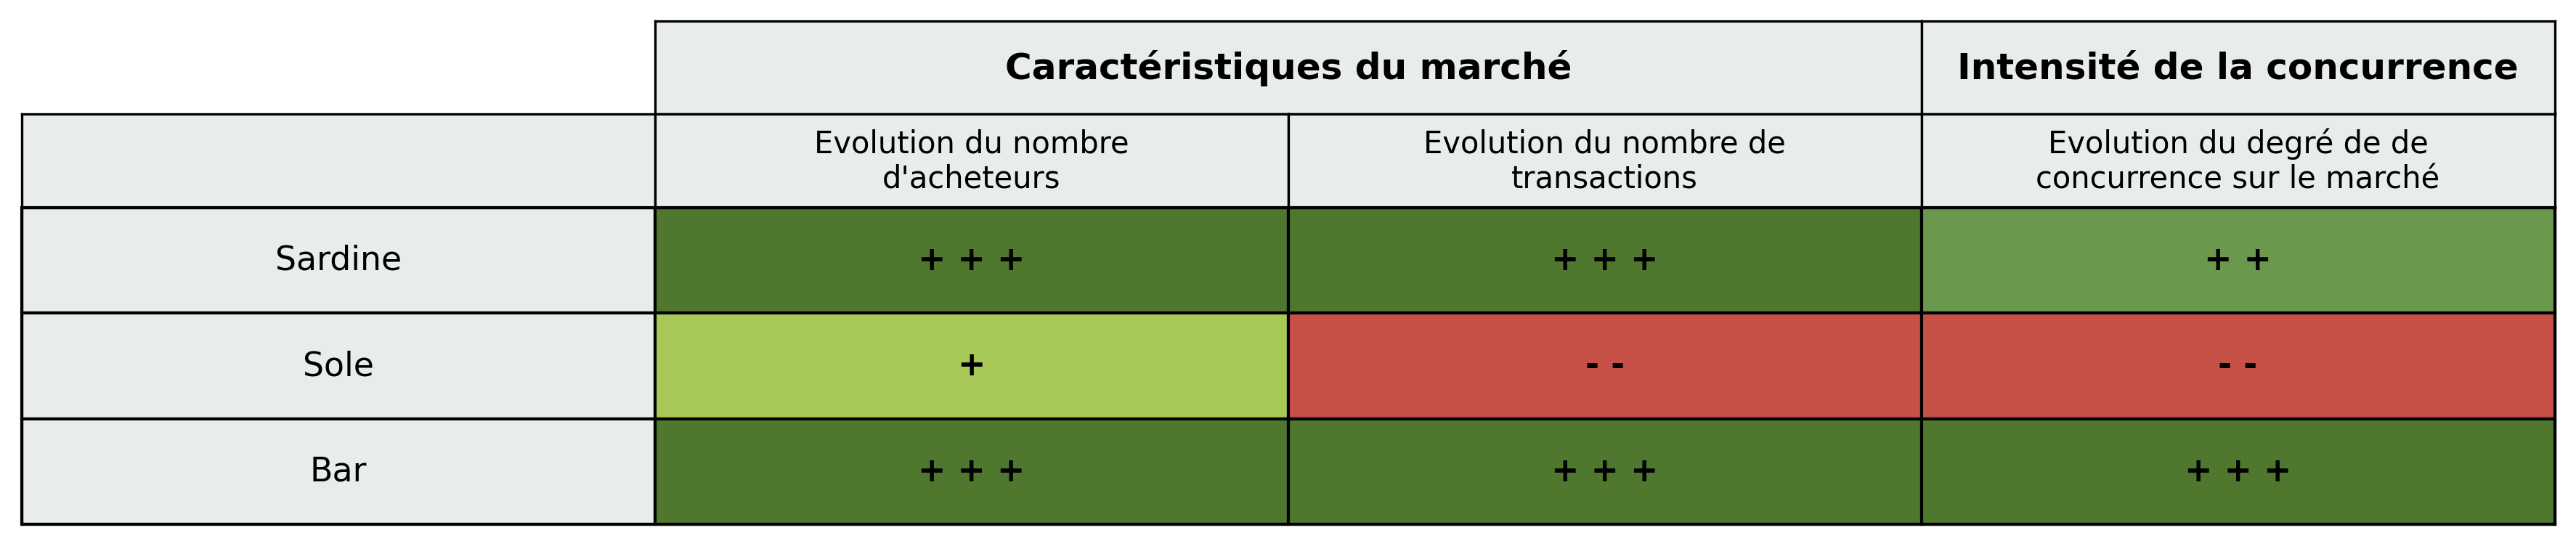 Caractéristiques du marché
Intensité de la concurrence
Evolution du nombre
d'acheteurs
Evolution du nombre de
transactions
Evolution du degré de de
concurrence sur le marché
Sardine
+ + +
+ + +
+ +
Sole
+
- -
- -
Bar
+ + +
+ + +
+ + +